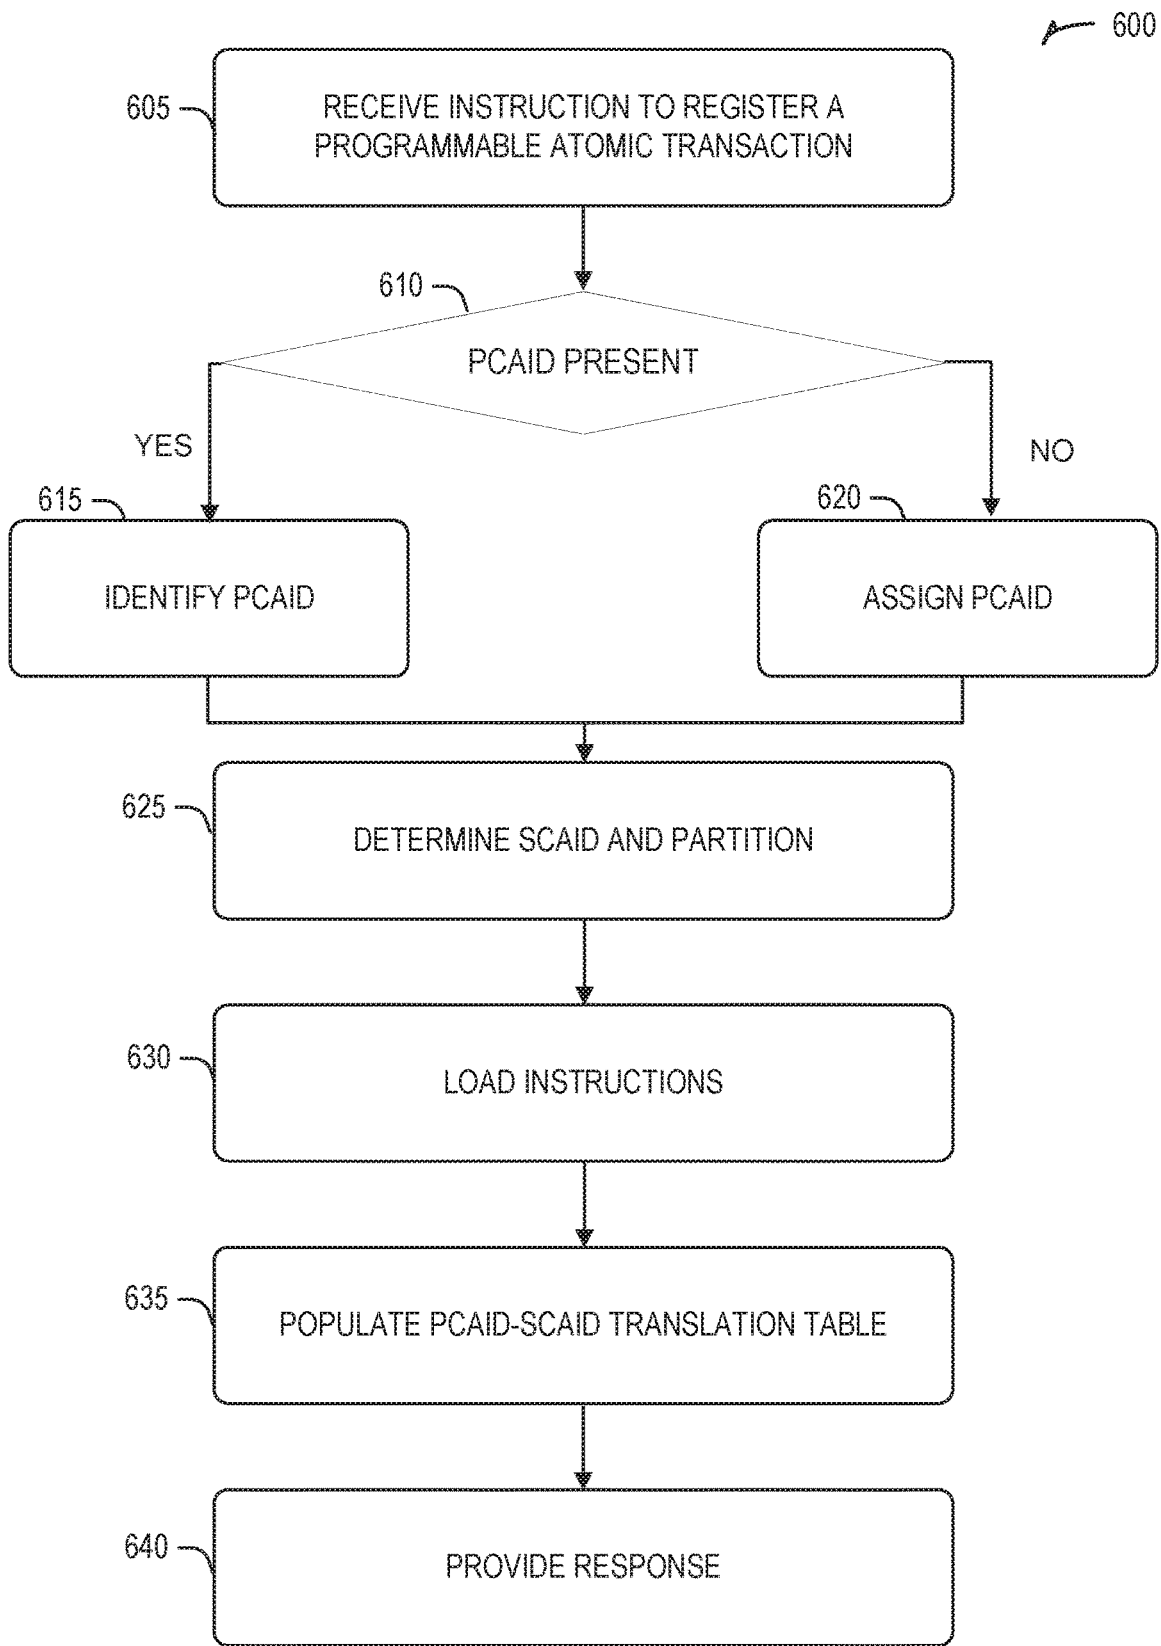 600
605
RECEIVE INSTRUCTION TO REGISTER A
PROGRAMMABLE ATOMIC TRANSACTION
610
PCAID PRESENT
YES
NO
615
IDENTIFY PCAID
620
ASSIGN PCAID
625
DETERMINE SCAID AND PARTITION
630
LOAD INSTRUCTIONS
635
POPULATE PCAID-SCAID TRANSLATION TABLE
640
PROVIDE RESPONSE